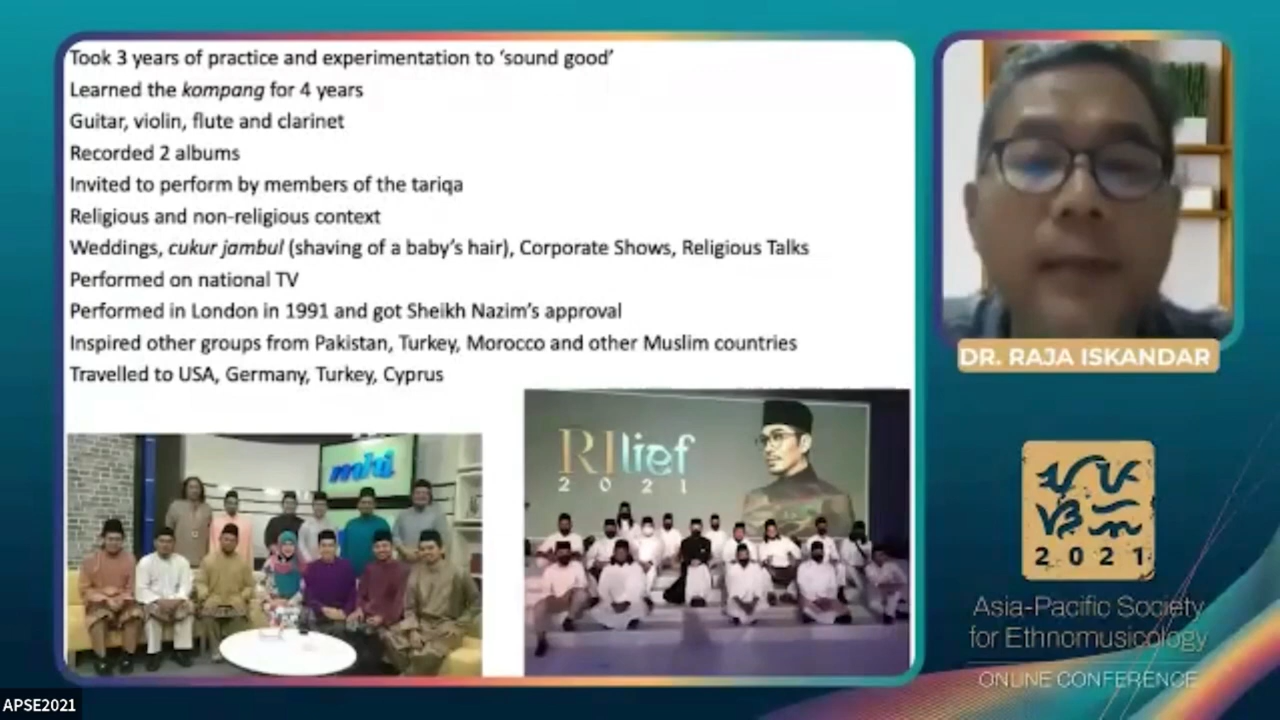 Took 3 years of practice and experimentation to ‘sound good’
Learned the kompang for 4 years
Guitar, violin, flute and clarinet
Recorded 2 albums
Invited to perform by members of the tariqa
Religious and non-religious context
Weddings, cukur jambul (shaving of a baby’s hair), Corporate Shows, Religious Talks
Performed on national TV
Performed in London in 1991 and got Sheikh Nazim’s approval
Inspired other groups from Pakistan, Turkey, Morocco and other Muslim countries
Travelled to USA, Germany, Turkey, Cyprus
mhi
RIlief
2021
DR. RAJA ISKANDAR
2021
Asia-Pacific Society
for Ethnomusicology
ONLINE CONFERENCE
APSE2021